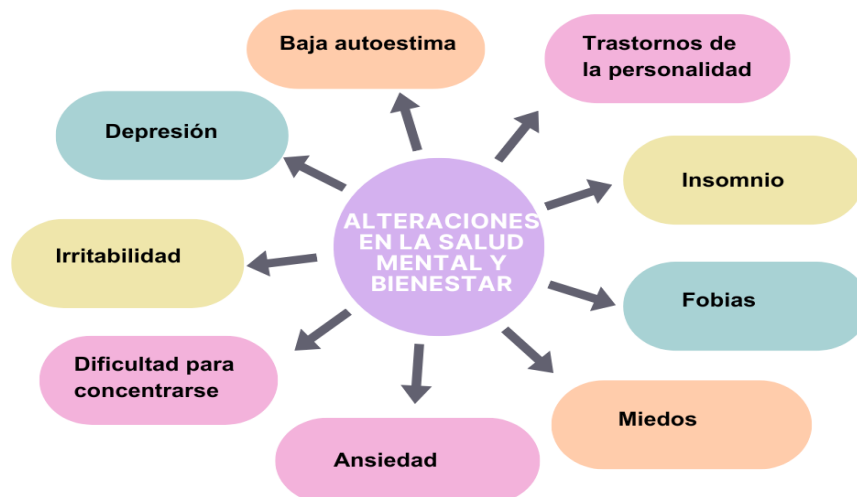 Baja autoestima
Trastornos de
la personalidad
Depresión
Insomnio
ALTERACIONES
EN LA SALUD
MENTAL Y
BIENESTAR
Irritabilidad
Fobias
Dificultad para
concentrarse
Miedos
Ansiedad